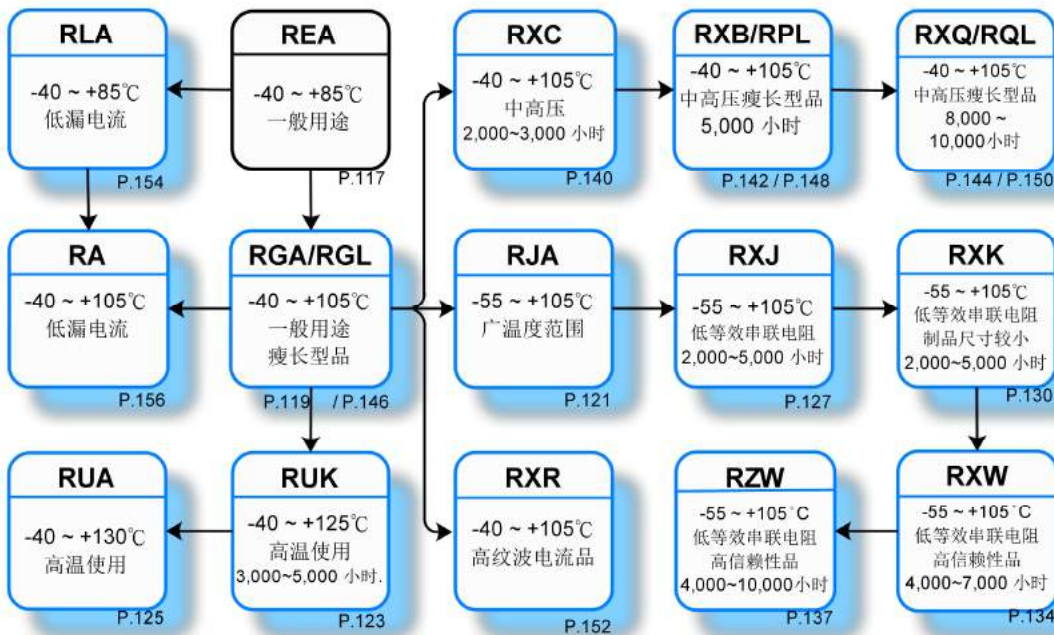 RLA
-40 ~ +85℃
低漏电流
P.154
REA
-40 ~ +85℃
一般用途
P.117
RXC
-40 ~ +105℃
中高压
2,000~3,000 小时
P.140
RXB/RPL
-40 ~ +105℃
中高压瘦长型品
5,000 小时
P.142 / P.148
RXQ/RQL
-40 ~ +105℃
中高压瘦长型品
8,000 ~
10,000小时
P.144 / P.150
RA
-40 ~ +105℃
低漏电流
P.156
RGA/RGL
-40 ~ +105℃
一般用途
瘦长型品
P.119 / P.146
RJA
-55 ~ +105℃
广温度范围
P.121
RXJ
-55 ~ +105℃
低等效串联电阻
2,000~5,000 小时
P.127
RXK
-55 ~ +105℃
低等效串联电阻
制品尺寸较小
2,000~5,000 小时
P.130
RUA
-40 ~ +130℃
高温使用
P.125
RUK
-40 ~ +125℃
高温使用
3,000~5,000 小时.
P.123
RXR
-40 ~ +105℃
高纹波电流品
P.152
RZW
-55 ~ +105°C
低等效串联电阻
高信赖性品
4,000~10,000小时
P.137
RXW
-55 ~ +105°C
低等效串联电阻
高信赖性品
4,000~7,000 小时
P.134